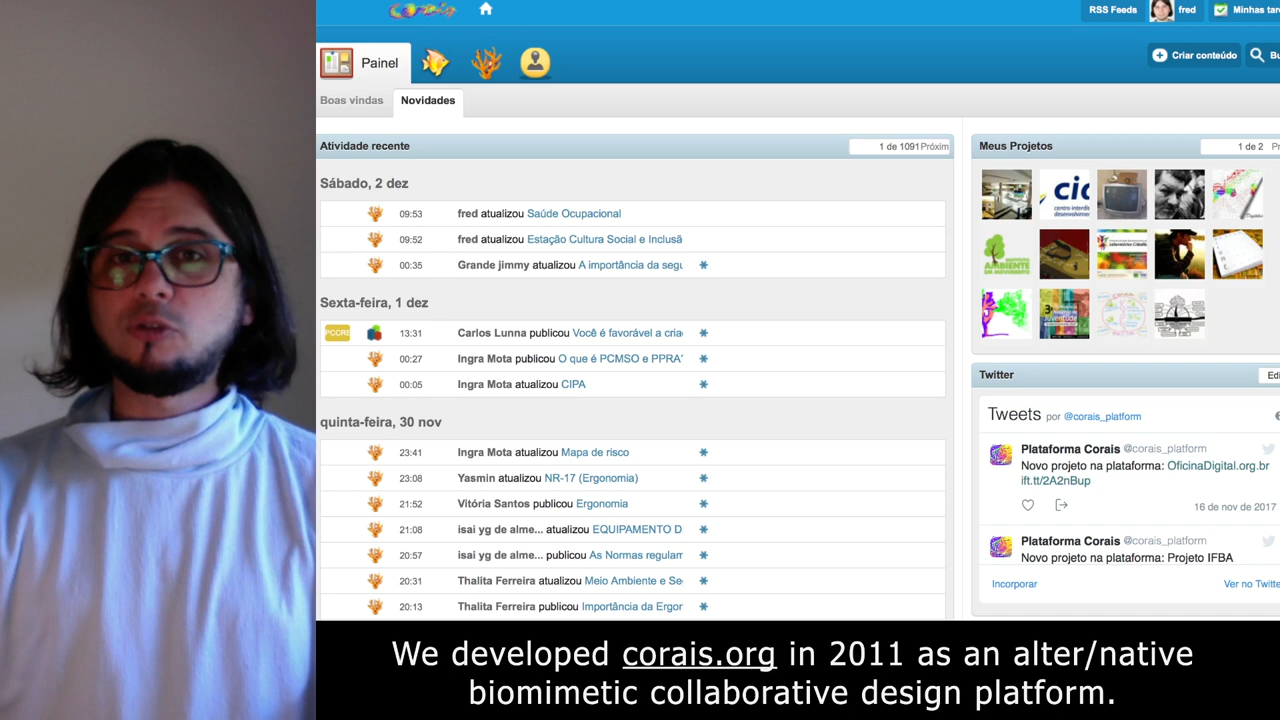 Corais
RSS Feeds
fred
Minhas tar
Painel
Criar conteúdo
Bu
Boas vindas
Novidades
Atividade recente
1 de 1091Próxim
Sábado, 2 dez
09:53 fred atualizou Saúde Ocupacional
09:52 fred atualizou Estação Cultura Social e Inclusã
00:35 Grande jimmy atualizou A importância da segu
Sexta-feira, 1 dez
PCCRS 13:31 Carlos Lunna publicou Você é favorável a cria
00:27 Ingra Mota publicou O que é PCMSO e PPRA'
00:05 Ingra Mota atualizou CIPA
quinta-feira, 30 nov
23:41 Ingra Mota atualizou Mapa de risco
23:08 Yasmin atualizou NR-17 (Ergonomia)
21:52 Vitória Santos publicou Ergonomia
21:08 isai yg de alme... atualizou EQUIPAMENTO D
20:57 isai yg de alme... publicou As Normas regulam
20:31 Thalita Ferreira atualizou Meio Ambiente e Se
20:13 Thalita Ferreira publicou Importância da Ergor
Meus Projetos
1 de 2
Twitter
Edi
Tweets por @corais_platform
Plataforma Corais @corais_platform
Novo projeto na plataforma: OficinaDigital.org.br
ift.tt/2A2nBup
16 de nov de 2017
Plataforma Corais @corais_platform
Novo projeto na plataforma: Projeto IFBA
Incorporar
Ver no Twitte
We developed corais.org in 2011 as an alter/native
biomimetic collaborative design platform.